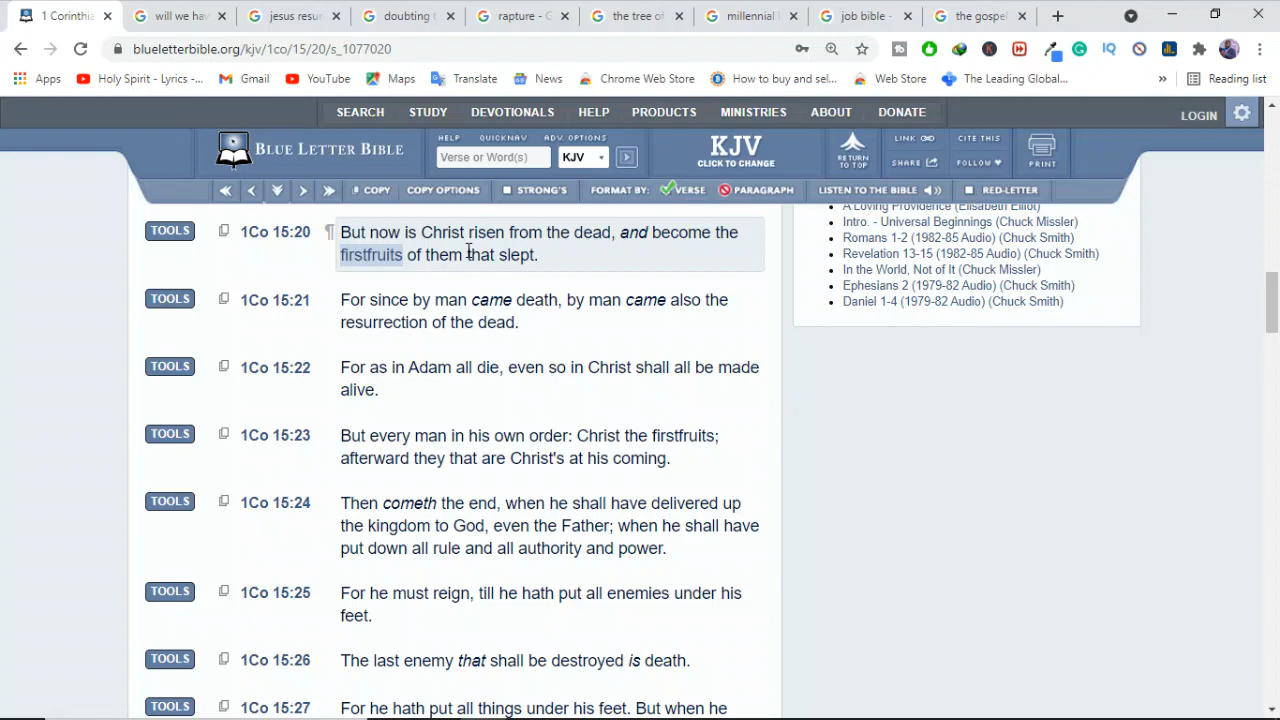 1 Corinthia
will we hav
jesus resur
doubting t
rapture - G
the tree of
millennial
job bible -
the gospel
blueletterbible.org/kjv/1co/15/20/s_1077020
Apps
Holy Spirit - Lyrics -...
Gmail
YouTube
Maps
Translate
News
Chrome Web Store
How to buy and sel...
Web Store
The Leading Global...
»
Reading list
SEARCH STUDY DEVOTIONALS HELP PRODUCTS MINISTRIES ABOUT DONATE
LOGIN
BLUE LETTER BIBLE
HELP QUICKNAV ADV. OPTIONS
Verse or Word(s)
KJV
KJV
CLICK TO CHANGE
RETURN
TO TOP
LINK
CITE THIS
SHARE
FOLLOW
PRINT
COPY COPY OPTIONS STRONG'S FORMAT BY: VERSE PARAGRAPH LISTEN TO THE BIBLE RED-LETTER
TOOLS 1Co 15:20 ¶ But now is Christ risen from the dead, and become the
firstfruits of them that slept.
TOOLS 1Co 15:21 For since by man came death, by man came also the
resurrection of the dead.
TOOLS 1Co 15:22 For as in Adam all die, even so in Christ shall all be made
alive.
TOOLS 1Co 15:23 But every man in his own order: Christ the firstfruits;
afterward they that are Christ's at his coming.
TOOLS 1Co 15:24 Then cometh the end, when he shall have delivered up
the kingdom to God, even the Father; when he shall have
put down all rule and all authority and power.
TOOLS 1Co 15:25 For he must reign, till he hath put all enemies under his
feet.
TOOLS 1Co 15:26 The last enemy that shall be destroyed is death.
TOOLS 1Co 15:27 For he hath put all things under his feet. But when he
A Loving Providence (Elisabeth Elliot)
Intro. - Universal Beginnings (Chuck Missler)
Romans 1-2 (1982-85 Audio) (Chuck Smith)
Revelation 13-15 (1982-85 Audio) (Chuck Smith)
In the World, Not of It (Chuck Missler)
Ephesians 2 (1979-82 Audio) (Chuck Smith)
Daniel 1-4 (1979-82 Audio) (Chuck Smith)